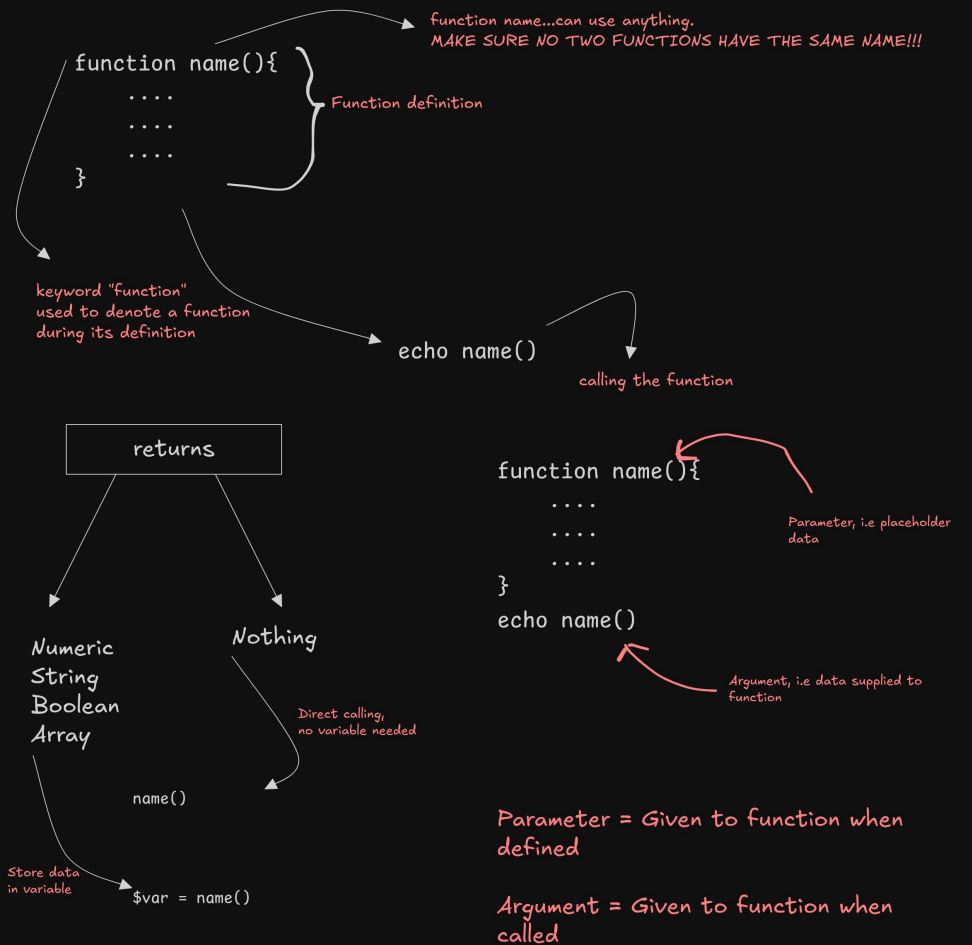 function name...can use anything.
MAKE SURE NO TWO FUNCTIONS HAVE THE SAME NAME!!!
function name(){
....
....
....
}
Function definition
keyword "function"
used to denote a function
during its definition
echo name()
calling the function
returns
Numeric
String
Boolean
Array
Nothing
Direct calling,
no variable needed
name()
Store data
in variable
$var = name()
function name(){
....
....
....
}
echo name()
Parameter, i.e placeholder
data
Argument, i.e data supplied to
function
Parameter = Given to function when
defined
Argument = Given to function when
called